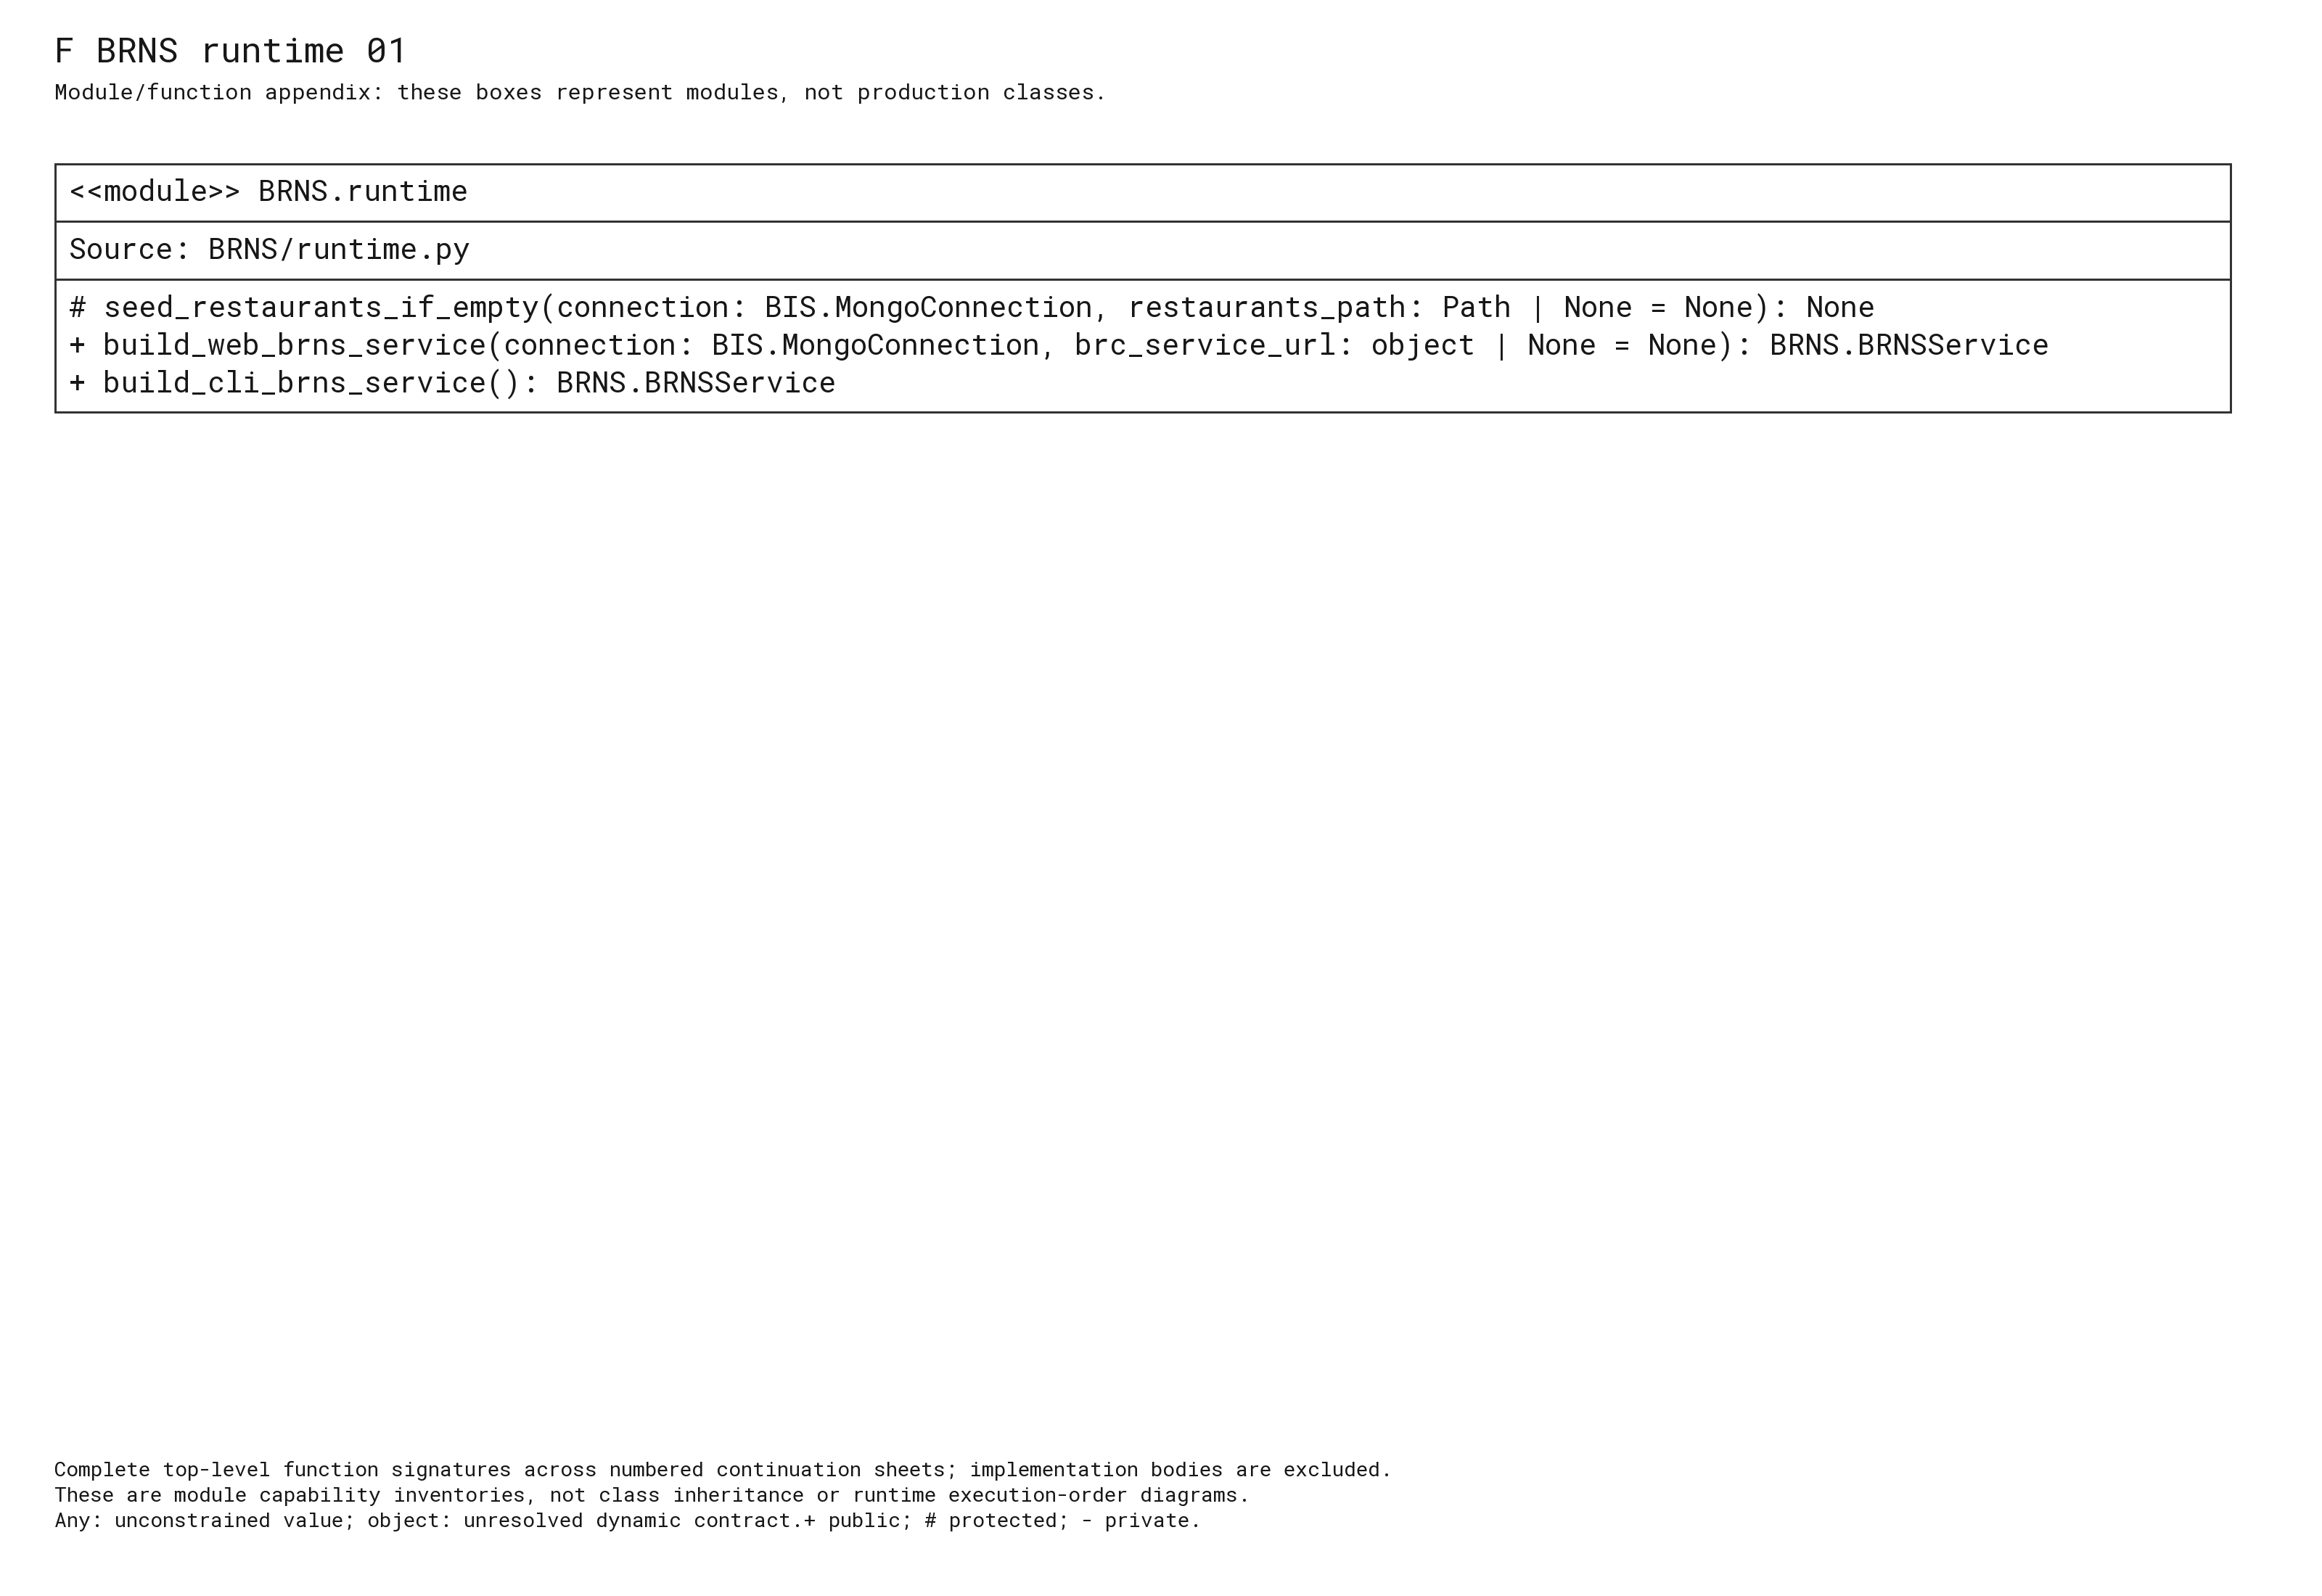 F BRNS runtime 01
Module/function appendix: these boxes represent modules, not production classes.
<<module>> BRNS.runtime
Source: BRNS/runtime.py
# seed_restaurants_if_empty(connection: BIS.MongoConnection, restaurants_path: Path | None = None): None
+ build_web_brns_service(connection: BIS.MongoConnection, brc_service_url: object | None = None): BRNS.BRNSService
+ build_cli_brns_service(): BRNS.BRNSService
Complete top-level function signatures across numbered continuation sheets; implementation bodies are excluded.
These are module capability inventories, not class inheritance or runtime execution-order diagrams.
Any: unconstrained value; object: unresolved dynamic contract.+ public; # protected; - private.